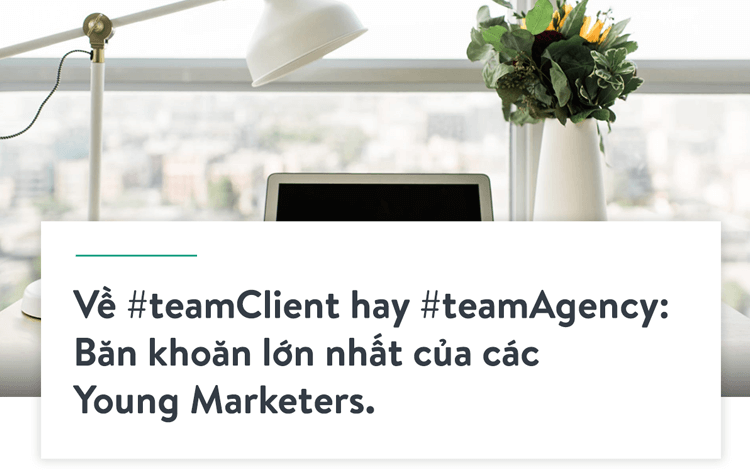 Về #teamClient hay #teamAgency:
Băn khoăn lớn nhất của các
Young Marketers.